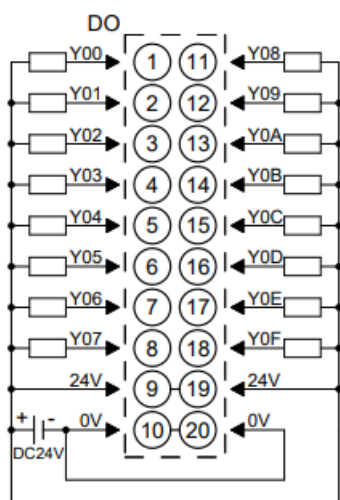 DO
Y00 1 11 Y08
Y01 2 12 Y09
Y02 3 13 Y0A
Y03 4 14 Y0B
Y04 5 15 Y0C
Y05 6 16 Y0D
Y06 7 17 Y0E
Y07 8 18 Y0F
24V 9 19 24V
+ - 0V 10 20 0V
DC24V